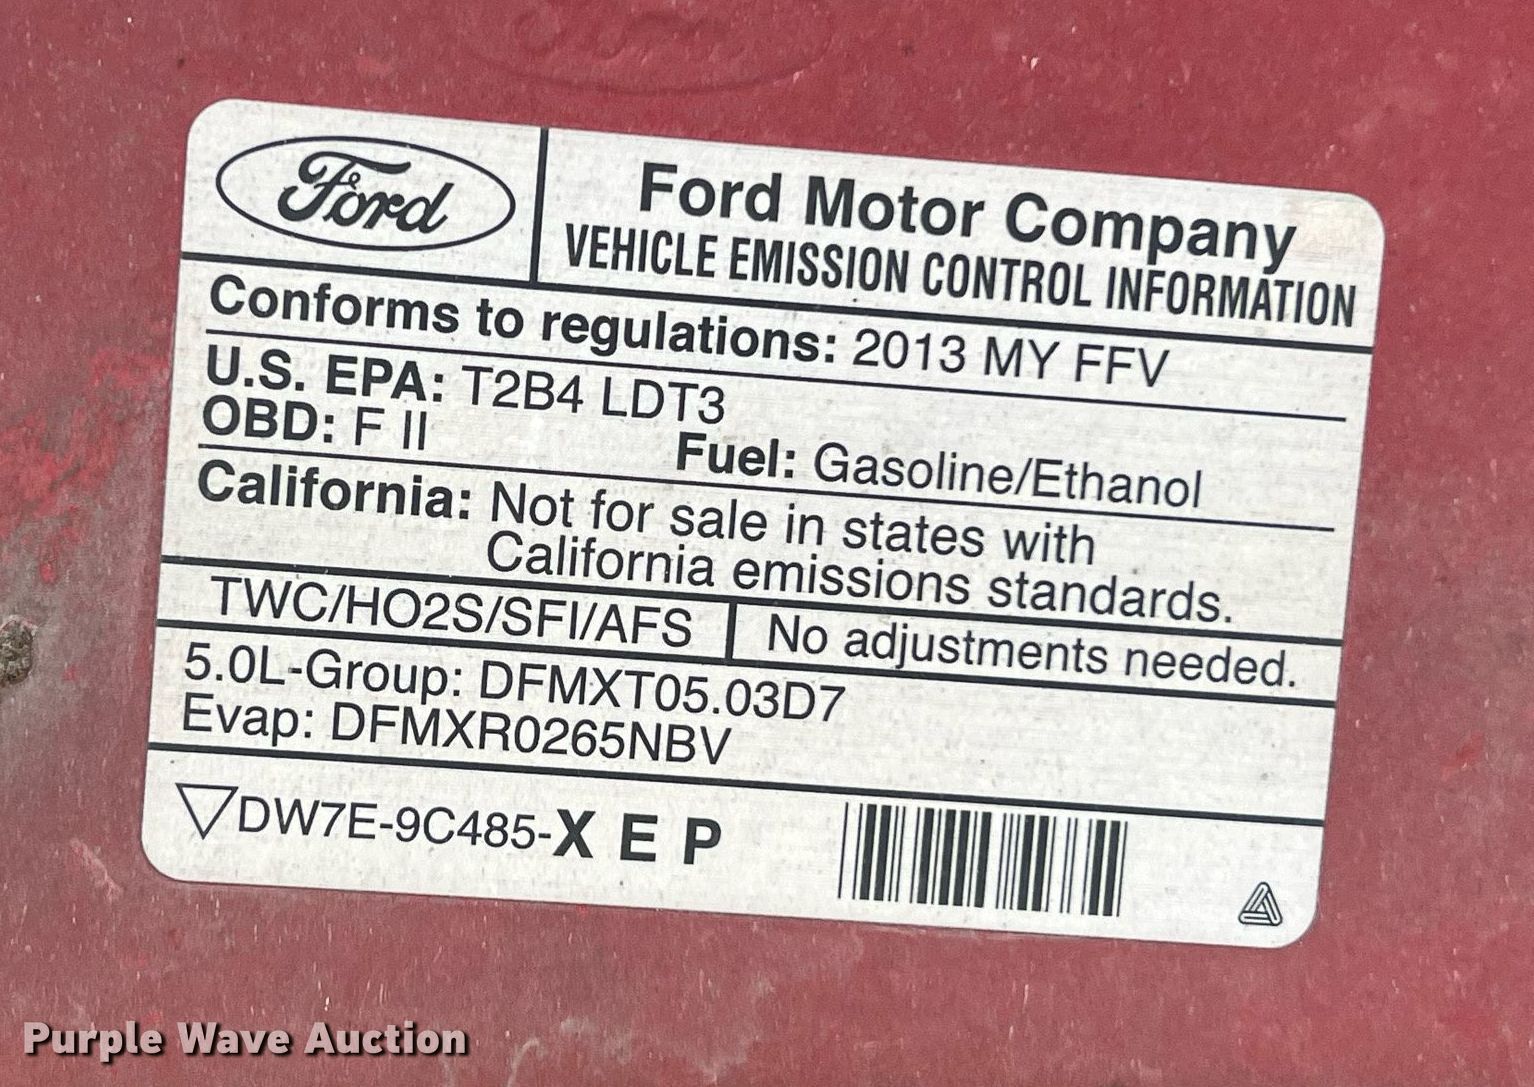 Ford
Ford Motor Company
VEHICLE EMISSION CONTROL INFORMATION
Conforms to regulations: 2013 MY FFV
U.S. EPA: T2B4 LDT3
OBD: F II Fuel: Gasoline/Ethanol
California: Not for sale in states with
California emissions standards.
TWC/HO2S/SFI/AFS No adjustments needed.
5.0L-Group: DFMXT05.03D7
Evap: DFMXR0265NBV
DW7E-9C485-X E P
Purple Wave Auction